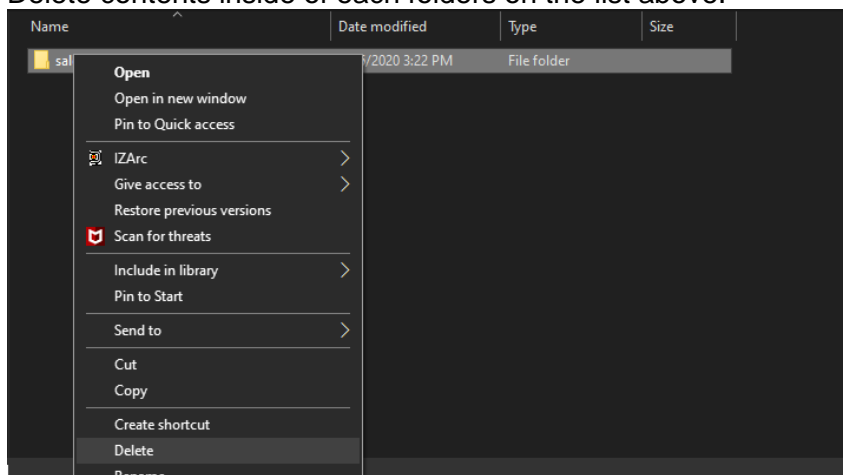 Delete contents inside of each folders on the list above.
Name Date modified Type Size
sal /2020 3:22 PM File folder
Open
Open in new window
Pin to Quick access
IZArc
Give access to
Restore previous versions
Scan for threats
Include in library
Pin to Start
Send to
Cut
Copy
Create shortcut
Delete
Rename